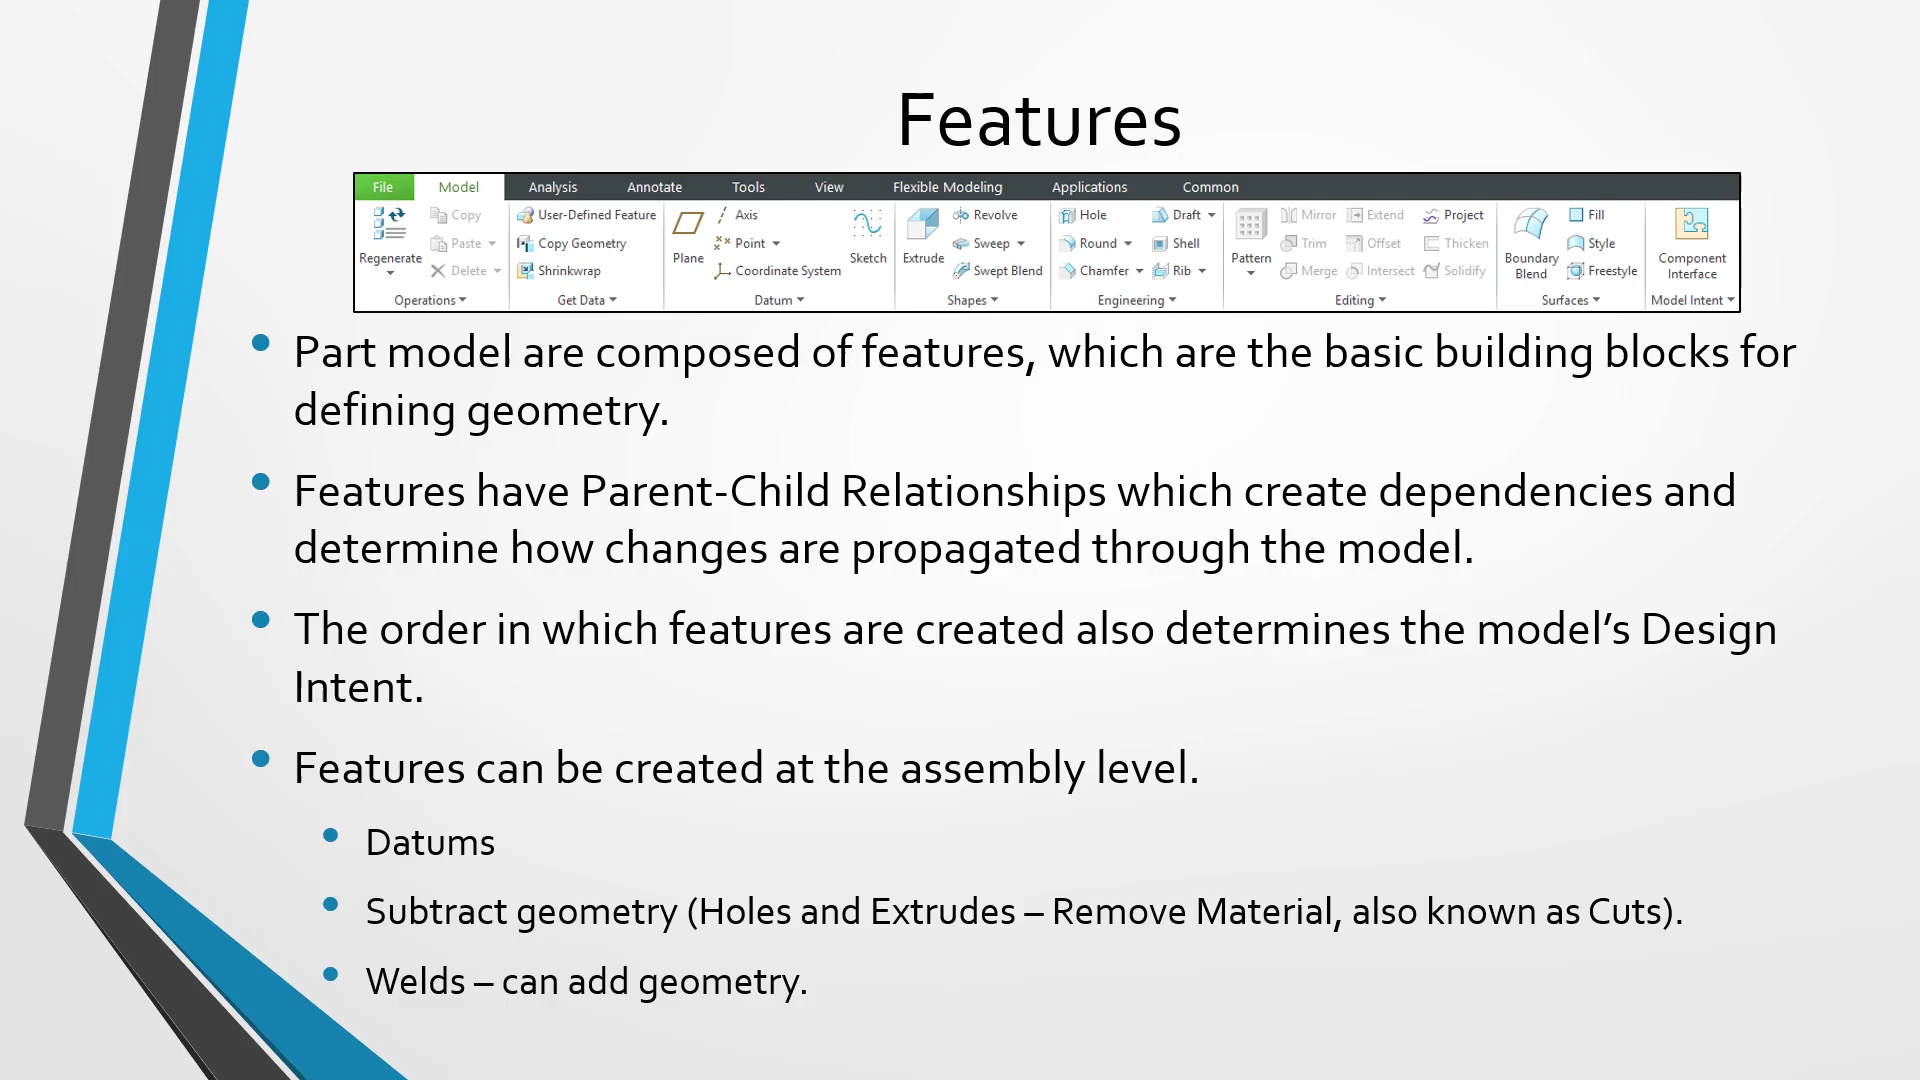 Features
File Model Analysis Annotate Tools View Flexible Modeling Applications Common
Regenerate
Copy
Paste
Delete
Operations
User-Defined Feature
Copy Geometry
Shrinkwrap
Get Data
Plane
Axis
Point
Coordinate System
Sketch
Datum
Extrude
Revolve
Sweep
Swept Blend
Shapes
Hole
Round
Chamfer
Draft
Shell
Rib
Engineering
Pattern
Mirror
Trim
Merge
Extend
Offset
Intersect
Project
Thicken
Solidify
Editing
Boundary
Blend
Fill
Style
Freestyle
Surfaces
Component
Interface
Model Intent
Part model are composed of features, which are the basic building blocks for
defining geometry.
Features have Parent-Child Relationships which create dependencies and
determine how changes are propagated through the model.
The order in which features are created also determines the model’s Design
Intent.
Features can be created at the assembly level.
Datums
Subtract geometry (Holes and Extrudes – Remove Material, also known as Cuts).
Welds – can add geometry.